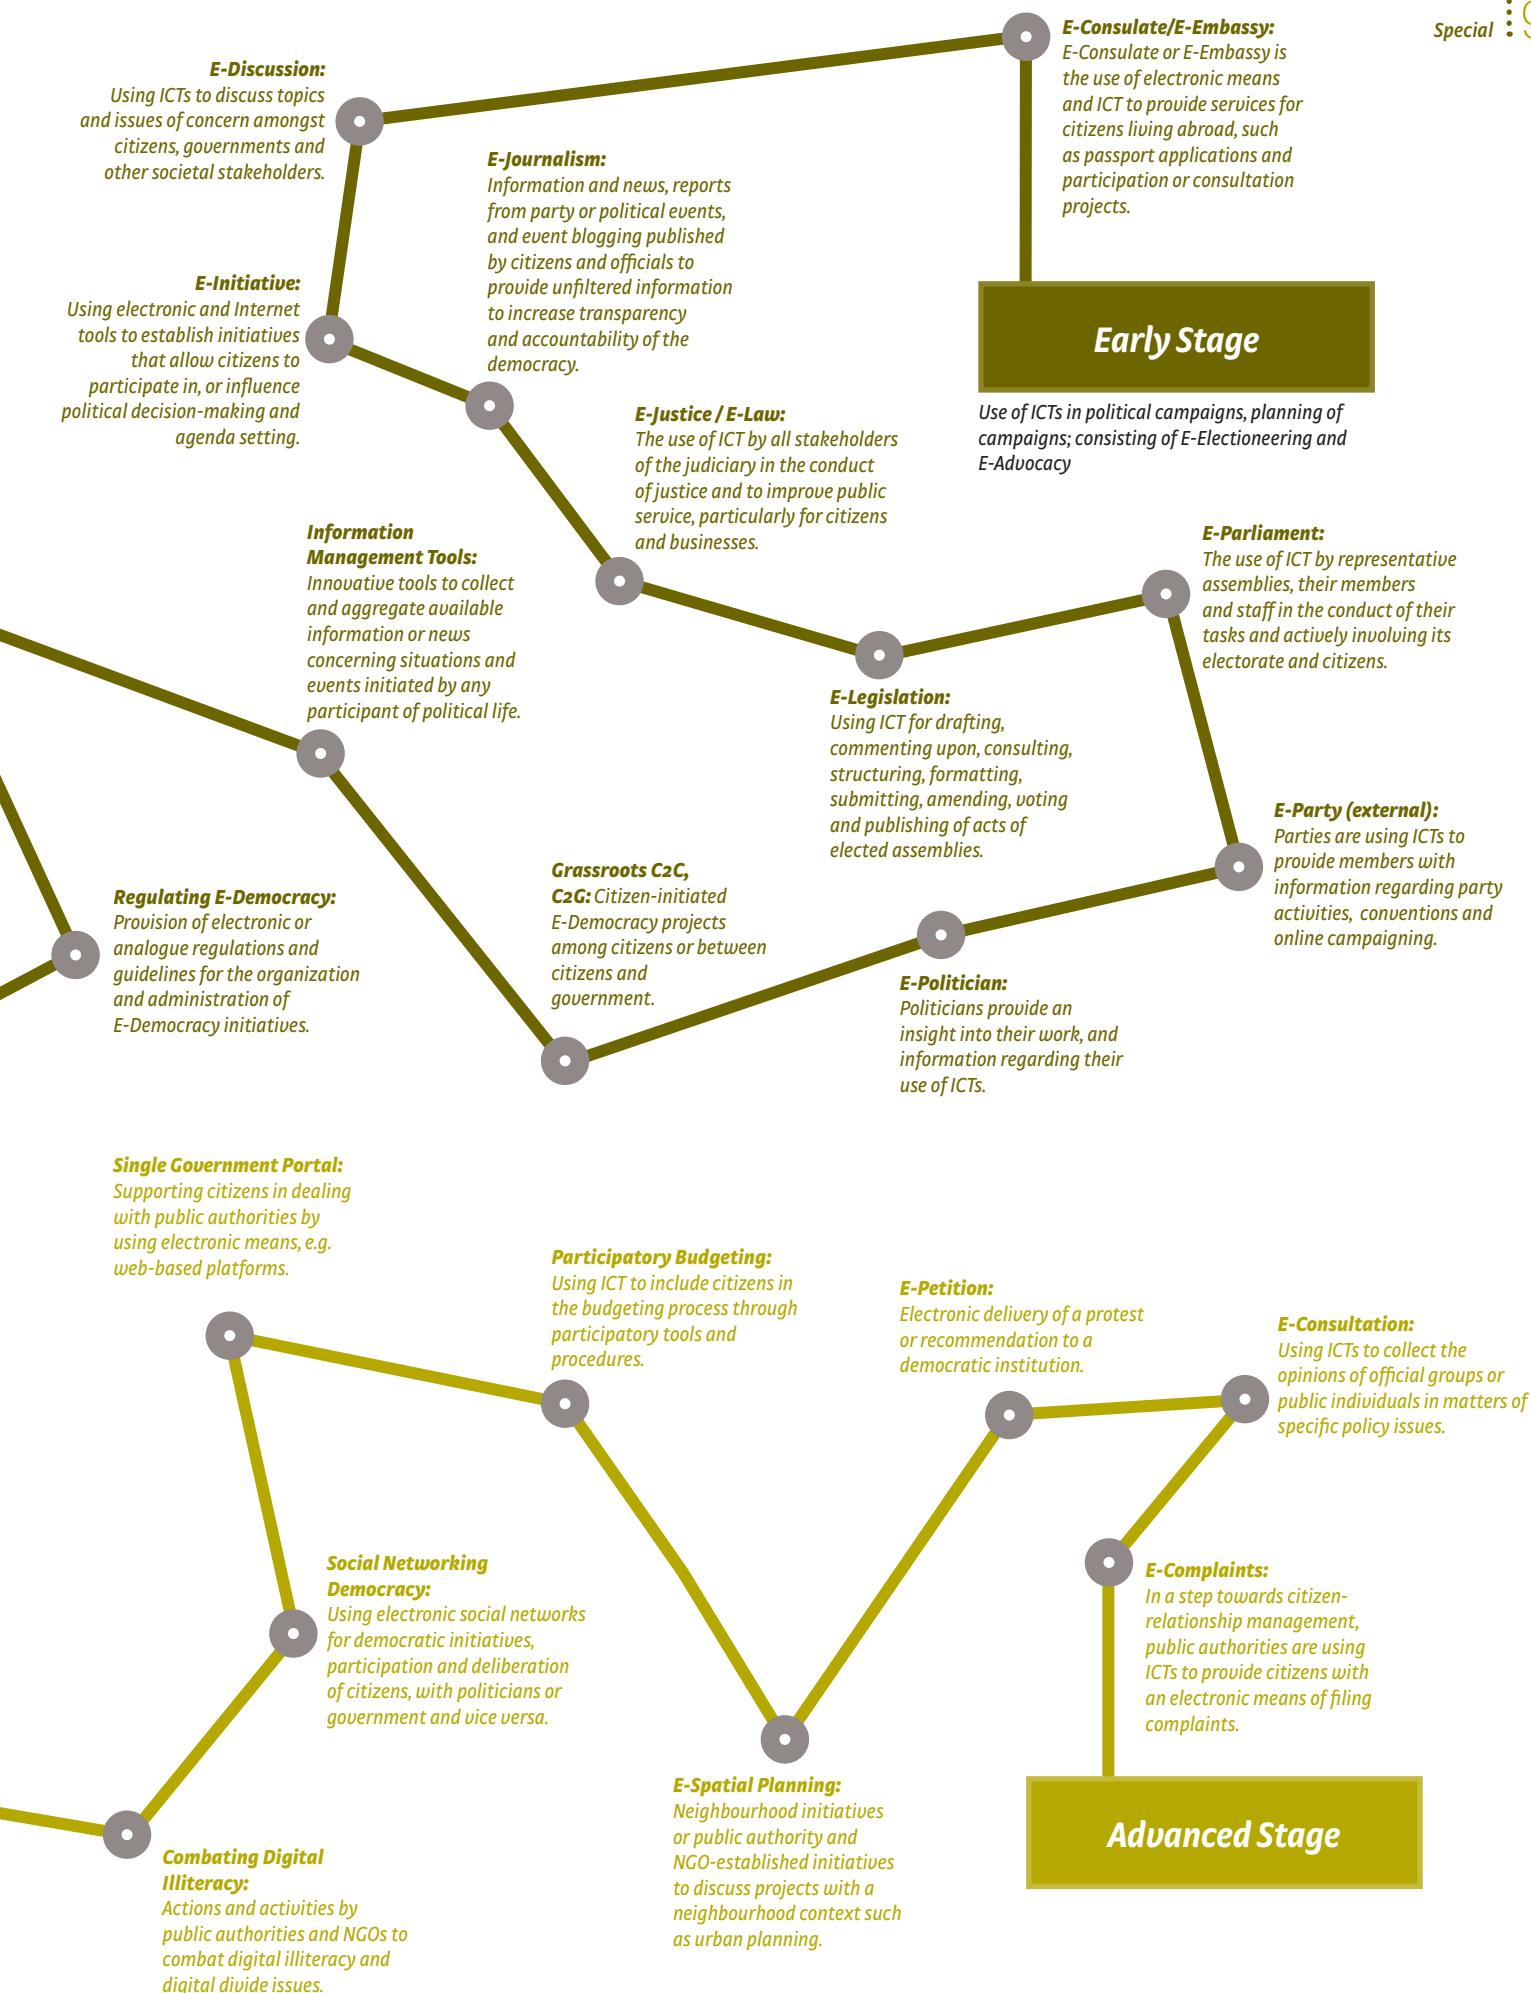 Special
E-Consulate/E-Embassy:
E-Consulate or E-Embassy is
the use of electronic means
and ICT to provide services for
citizens living abroad, such
as passport applications and
participation or consultation
projects.
E-Discussion:
Using ICTs to discuss topics
and issues of concern amongst
citizens, governments and
other societal stakeholders.
E-Journalism:
Information and news, reports
from party or political events,
and event blogging published
by citizens and officials to
provide unfiltered information
to increase transparency
and accountability of the
democracy.
E-Initiative:
Using electronic and Internet
tools to establish initiatives
that allow citizens to
participate in, or influence
political decision-making and
agenda setting.
Early Stage
Use of ICTs in political campaigns, planning of
campaigns; consisting of E-Electioneering and
E-Advocacy
E-Justice / E-Law:
The use of ICT by all stakeholders
of the judiciary in the conduct
of justice and to improve public
service, particularly for citizens
and businesses.
Information
Management Tools:
Innovative tools to collect
and aggregate available
information or news
concerning situations and
events initiated by any
participant of political life.
E-Parliament:
The use of ICT by representative
assemblies, their members
and staff in the conduct of their
tasks and actively involving its
electorate and citizens.
E-Legislation:
Using ICT for drafting,
commenting upon, consulting,
structuring, formatting,
submitting, amending, voting
and publishing of acts of
elected assemblies.
E-Party (external):
Parties are using ICTs to
provide members with
information regarding party
activities, conventions and
online campaigning.
Grassroots C2C,
C2G: Citizen-initiated
E-Democracy projects
among citizens or between
citizens and
government.
Regulating E-Democracy:
Provision of electronic or
analogue regulations and
guidelines for the organization
and administration of
E-Democracy initiatives.
E-Politician:
Politicians provide an
insight into their work, and
information regarding their
use of ICTs.
Single Government Portal:
Supporting citizens in dealing
with public authorities by
using electronic means, e.g.
web-based platforms.
Participatory Budgeting:
Using ICT to include citizens in
the budgeting process through
participatory tools and
procedures.
E-Petition:
Electronic delivery of a protest
or recommendation to a
democratic institution.
E-Consultation:
Using ICTs to collect the
opinions of official groups or
public individuals in matters of
specific policy issues.
Social Networking
Democracy:
Using electronic social networks
for democratic initiatives,
participation and deliberation
of citizens, with politicians or
government and vice versa.
E-Complaints:
In a step towards citizen-
relationship management,
public authorities are using
ICTs to provide citizens with
an electronic means of filing
complaints.
E-Spatial Planning:
Neighbourhood initiatives
or public authority and
NGO-established initiatives
to discuss projects with a
neighbourhood context such
as urban planning.
Advanced Stage
Combating Digital
Illiteracy:
Actions and activities by
public authorities and NGOs to
combat digital illiteracy and
digital divide issues.